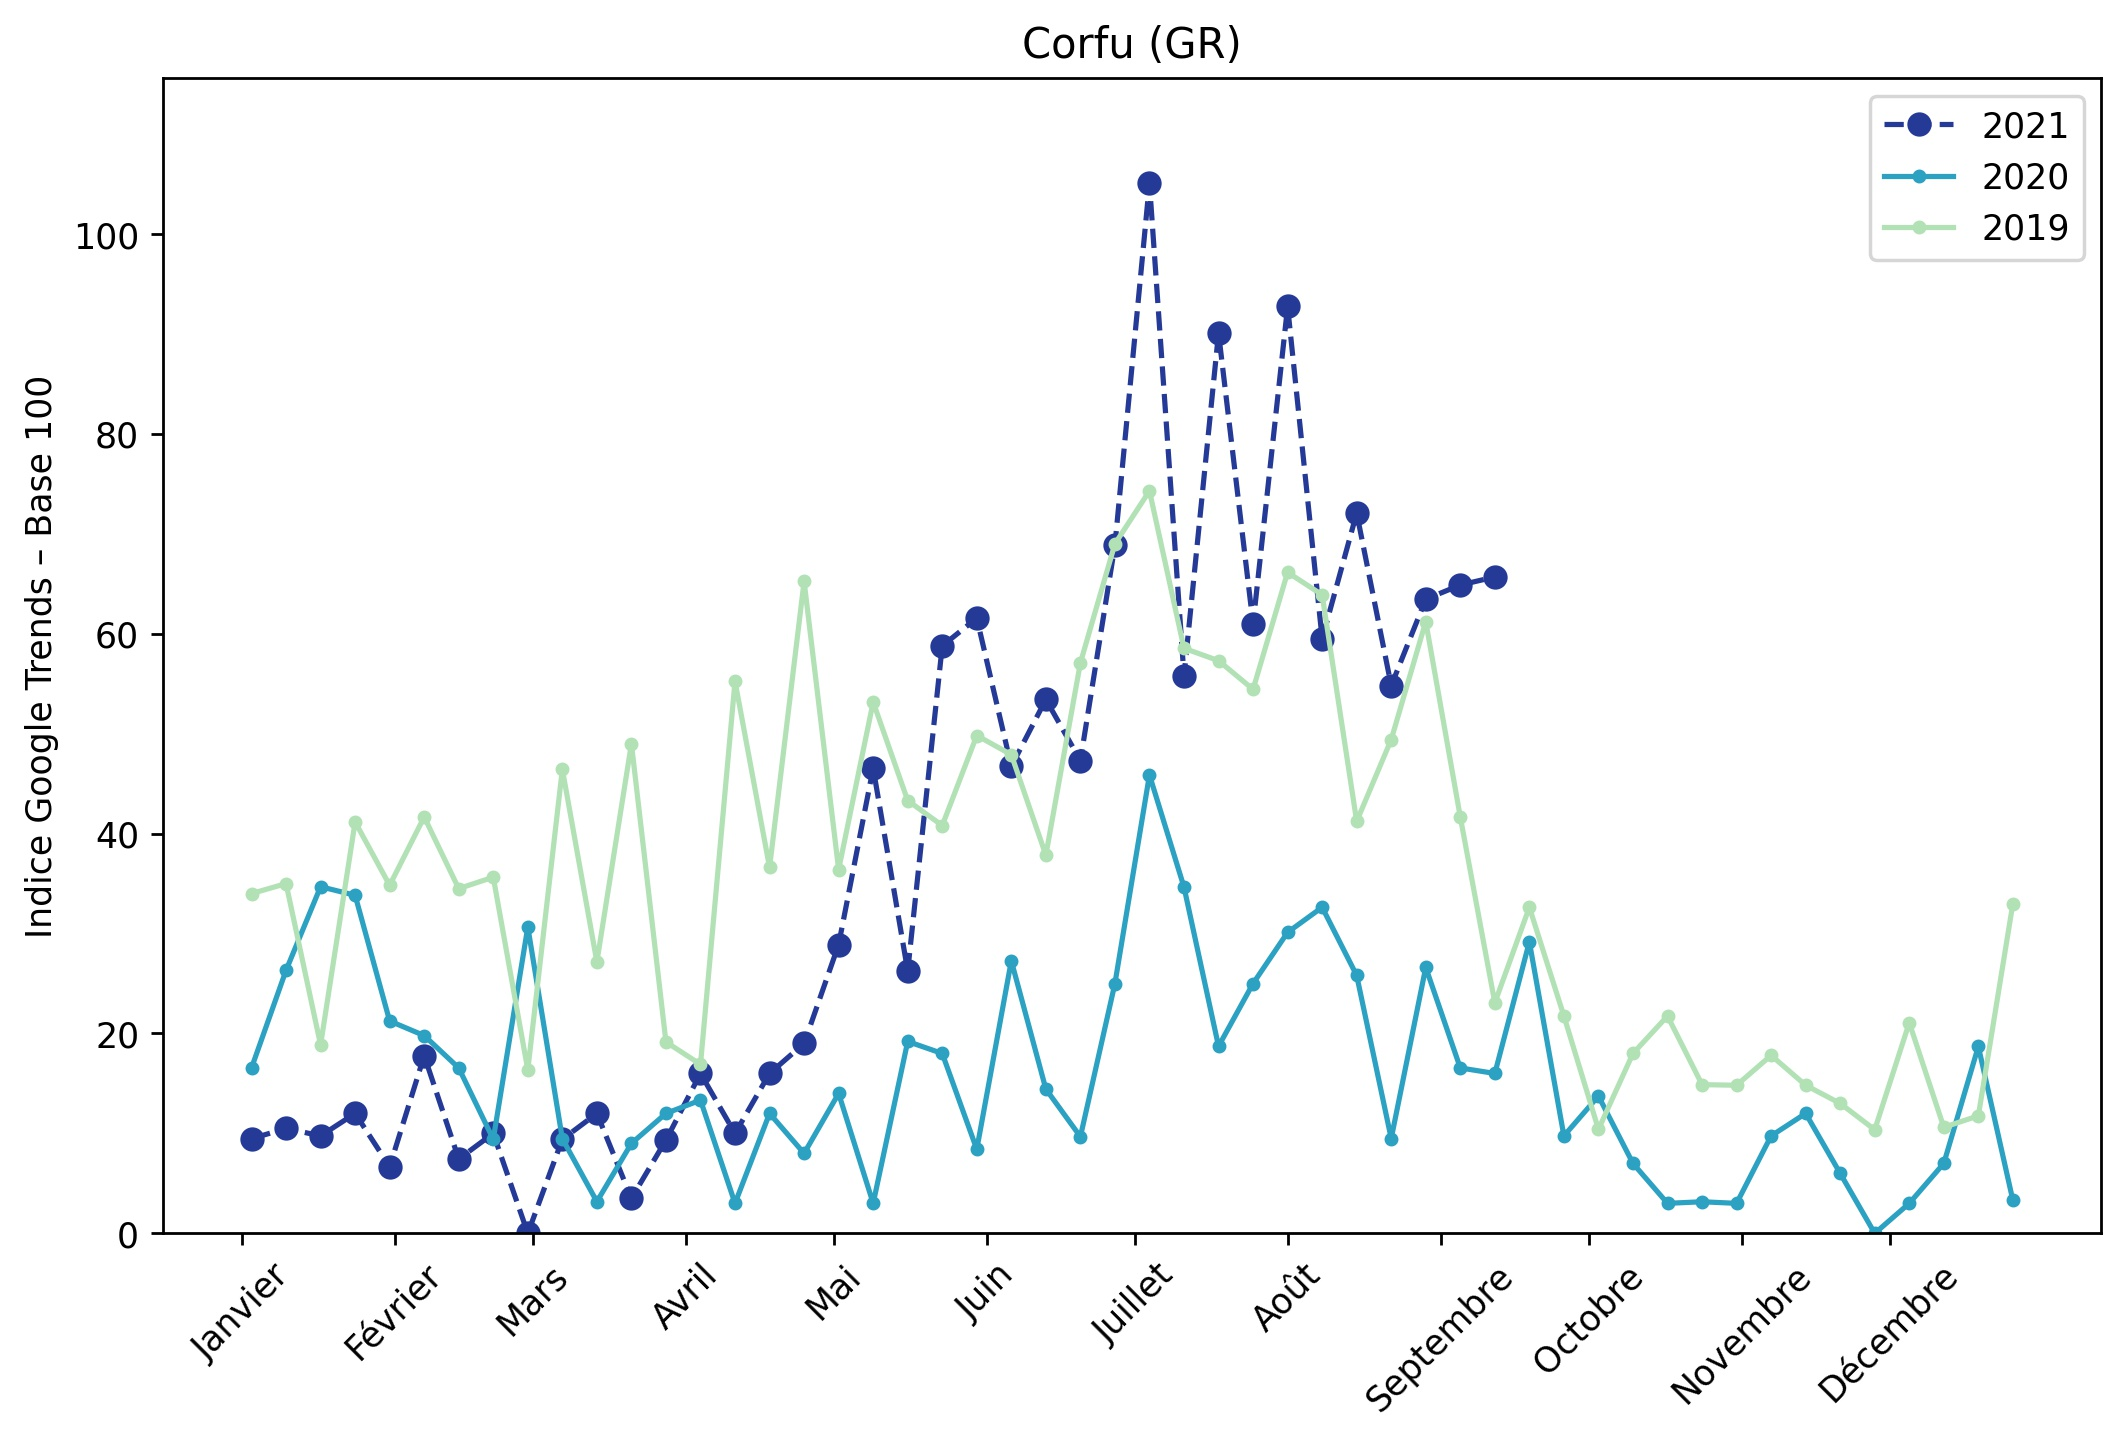 Corfu (GR)
Indice Google Trends – Base 100
100
80
60
40
20
0
2021
2020
2019
Janvier
Février
Mars
Avril
Mai
Juin
Juillet
Août
Septembre
Octobre
Novembre
Décembre